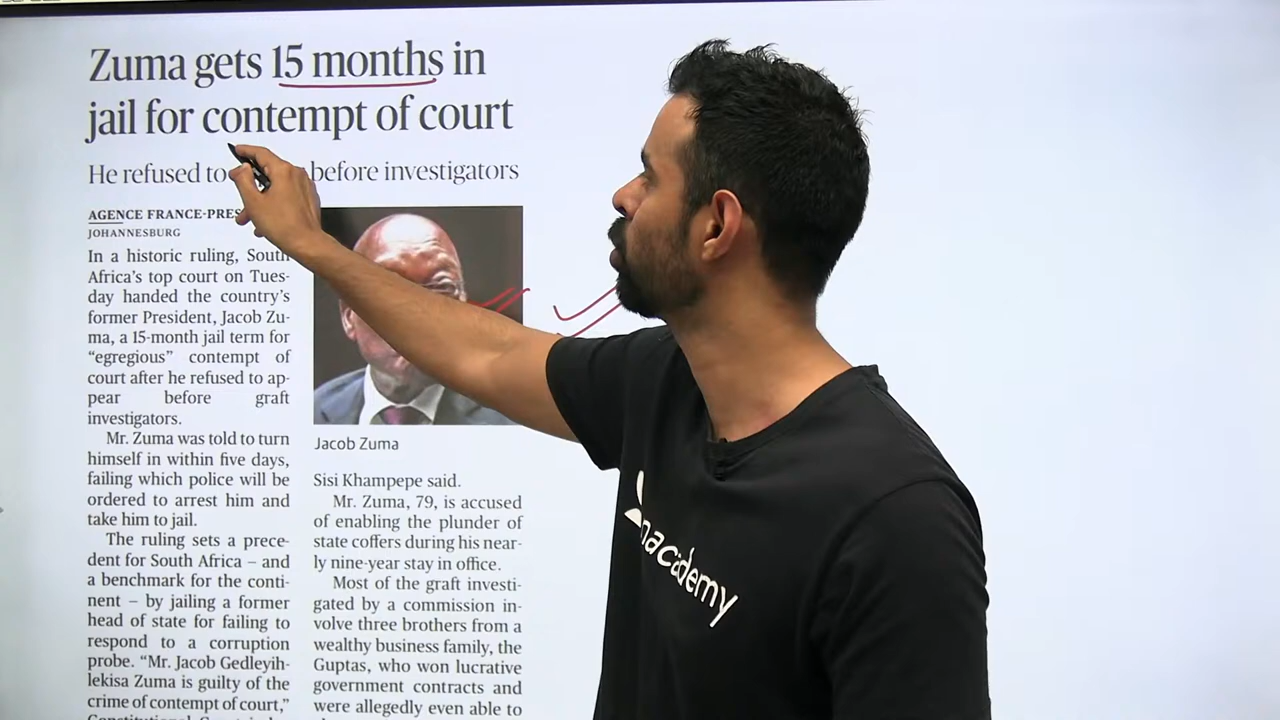 Zuma gets 15 months in
jail for contempt of court
He refused to before investigators
AGENCE FRANCE-PRES
JOHANNESBURG
In a historic ruling, South
Africa's top court on Tues-
day handed the country's
former President, Jacob Zu-
ma, a 15-month jail term for
“egregious” contempt of
court after he refused to ap-
pear before graft
investigators.
Mr. Zuma was told to turn
himself in within five days,
failing which police will be
ordered to arrest him and
take him to jail.
The ruling sets a prece-
dent for South Africa – and
a benchmark for the conti-
nent – by jailing a former
head of state for failing to
respond to a corruption
probe. “Mr. Jacob Gedleyih-
lekisa Zuma is guilty of the
crime of contempt of court,”
Jacob Zuma
Sisi Khampepe said.
Mr. Zuma, 79, is accused
of enabling the plunder of
state coffers during his near-
ly nine-year stay in office.
Most of the graft investi-
gated by a commission in-
volve three brothers from a
wealthy business family, the
Guptas, who won lucrative
government contracts and
were allegedly even able to
unacademy